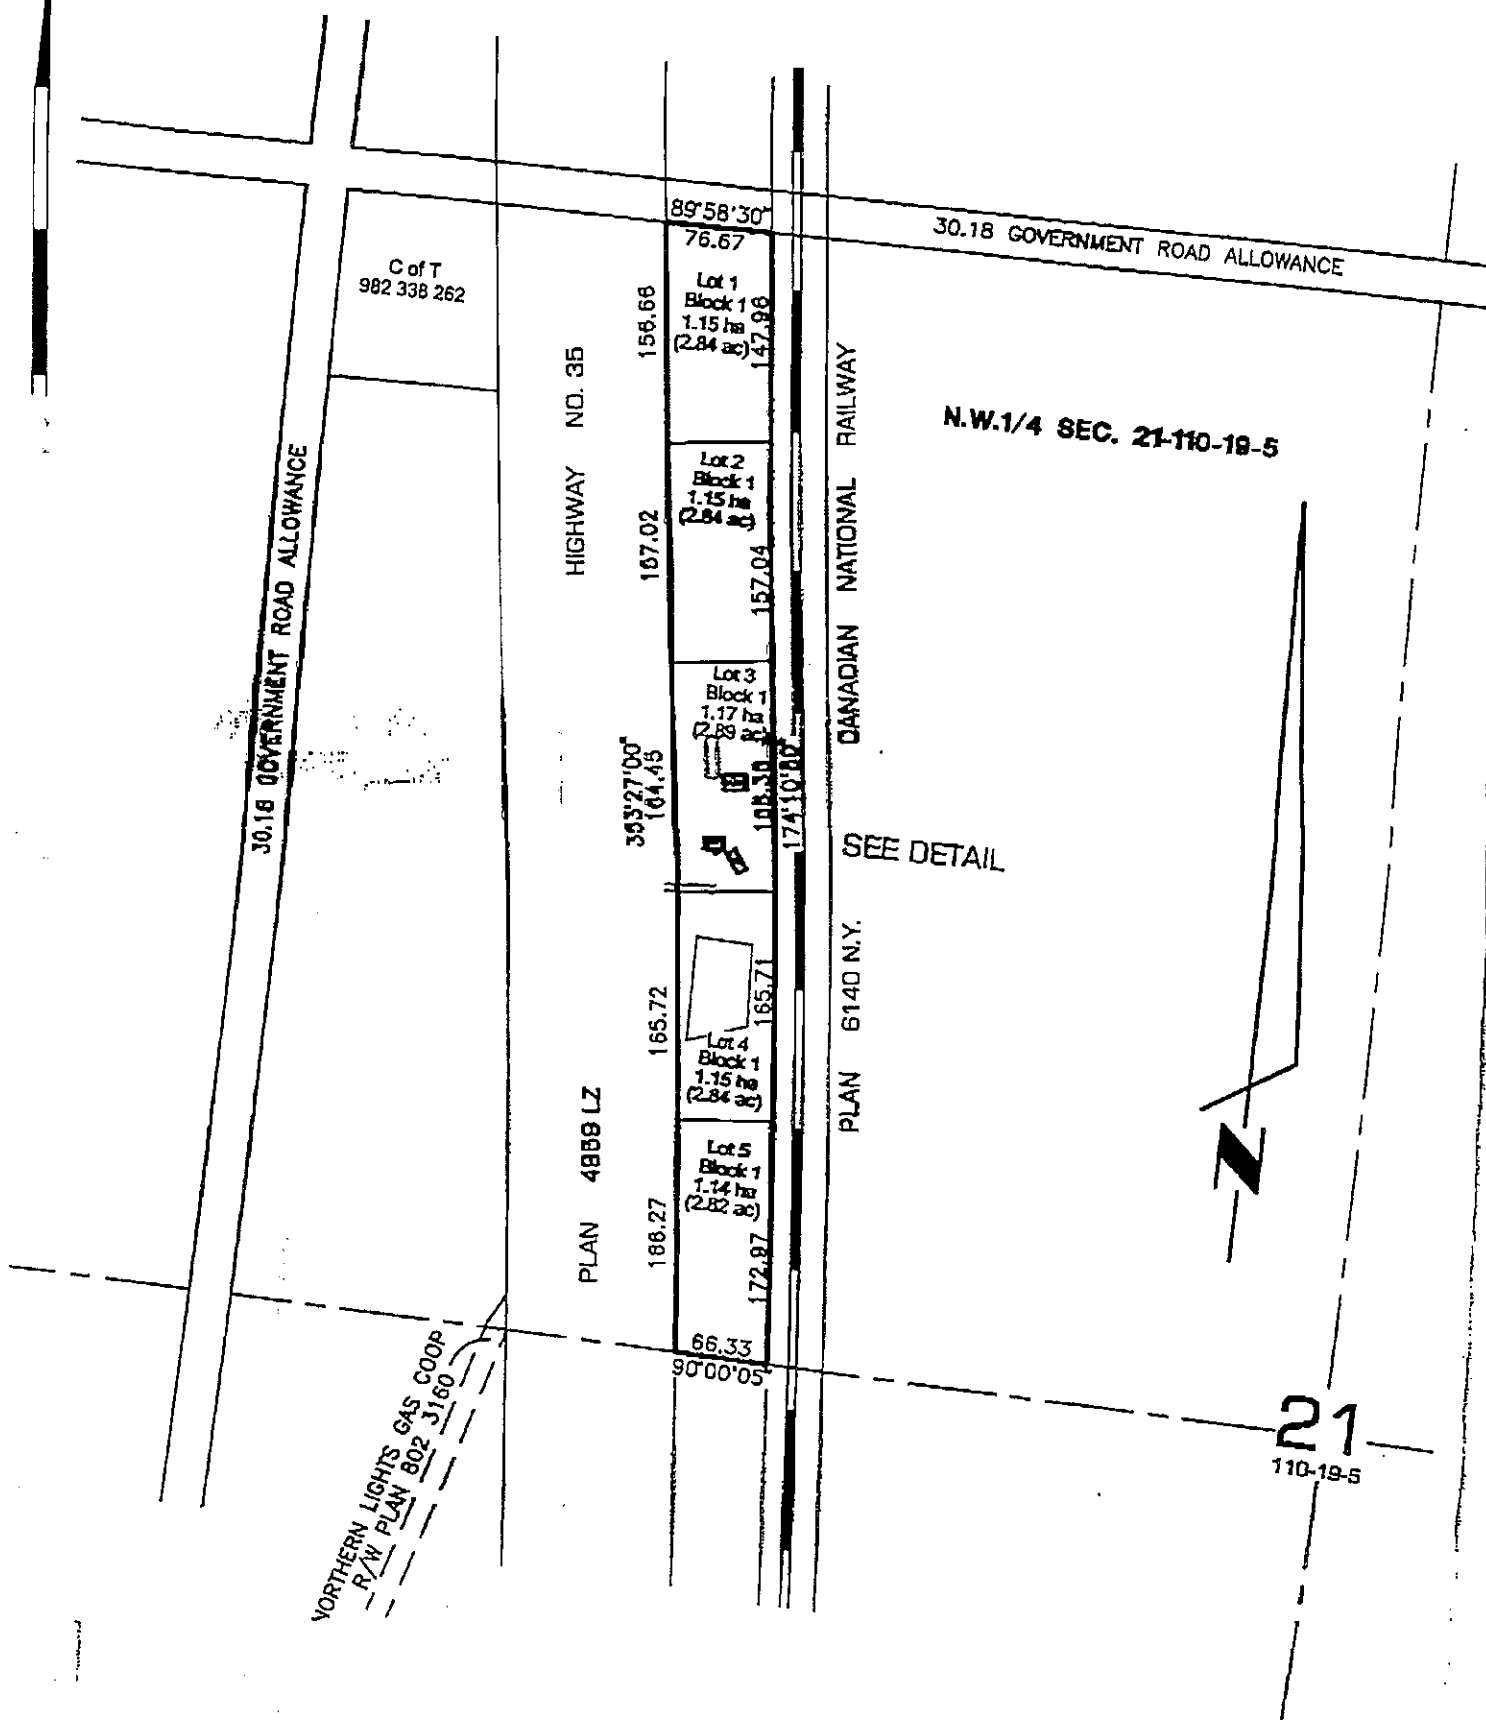 89°58'30"
76.67
30.18 GOVERNMENT ROAD ALLOWANCE
C of T
982 338 262
Lot 1
Block 1
1.15 ha
(2.84 ac)
156.66
147.96
HIGHWAY NO. 35
CANADIAN NATIONAL RAILWAY
N.W.1/4 SEC. 21-110-19-5
Lot 2
Block 1
1.15 ha
(2.84 ac)
157.02
157.04
30.18 GOVERNMENT ROAD ALLOWANCE
Lot 3
Block 1
1.17 ha
(2.89
353°27'00"
164.45
SEE DETAIL
165.72
165.71
Lot 4
Block 1
1.15 ha
(2.84 ac)
PLAN 6140 N.Y.
PLAN LZ
N
Lot 5
Block 1
1.14 ha
(2.82 ac)
172.97
66.33
90°00'05"
NORTHERN LIGHTS GAS COOP
R/W PLAN 802 3160
21
110-19-5